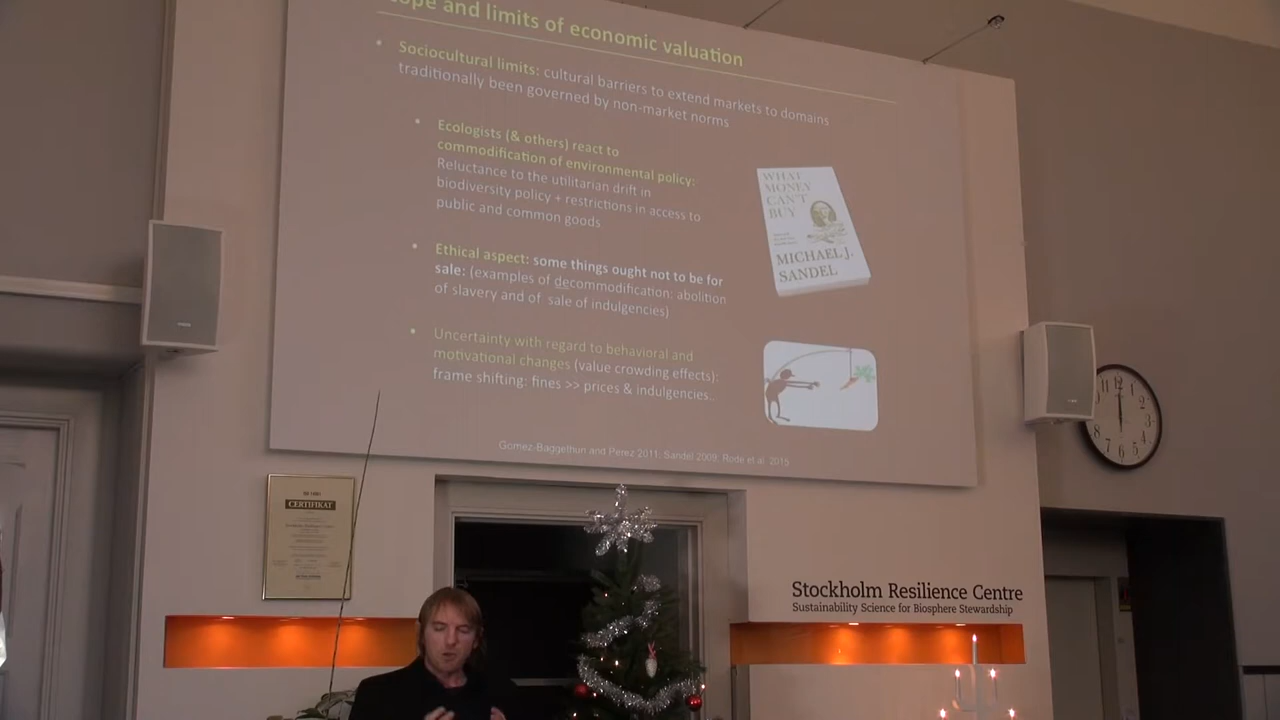 ope and limits of economic valuation
• Sociocultural limits: cultural barriers to extend markets to domains
traditionally been governed by non-market norms
• Ecologists (& others) react to
commodification of environmental policy:
Reluctance to the utilitarian drift in
biodiversity policy + restrictions in access to
public and common goods
• Ethical aspect: some things ought not to be for
sale: (examples of decommodification: abolition
of slavery and of sale of indulgencies)
• Uncertainty with regard to behavioral and
motivational changes (value crowding effects):
frame shifting: fines >> prices & indulgencies..
Gomez-Baggethun and Perez 2011; Sandel 2009; Rode et al. 2015
WHAT
MONEY
CAN'T
BUY
MICHAEL J.
SANDEL
CERTIFIKAT
Stockholm Resilience Centre
Sustainability Science for Biosphere Stewardship